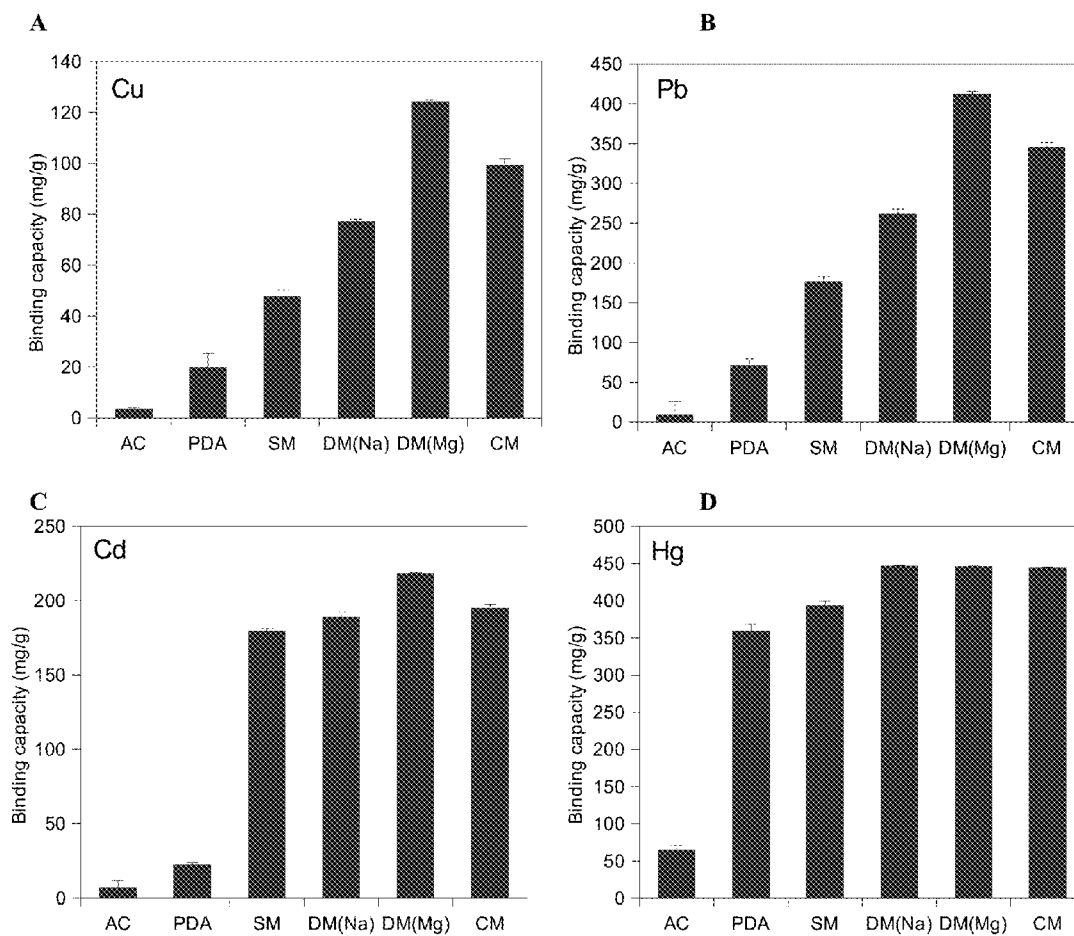 A
Binding capacity (mg/g)
140
120
100
80
60
40
20
0
Cu
AC PDA SM DM(Na) DM(Mg) CM
B
Binding capacity (mg/g)
450
400
350
300
250
200
150
100
50
0
Pb
AC PDA SM DM(Na) DM(Mg) CM
C
Binding capacity (mg/g)
250
200
150
100
50
0
Cd
AC PDA SM DM(Na) DM(Mg) CM
D
Binding capacity (mg/g)
500
450
400
350
300
250
200
150
100
50
0
Hg
AC PDA SM DM(Na) DM(Mg) CM